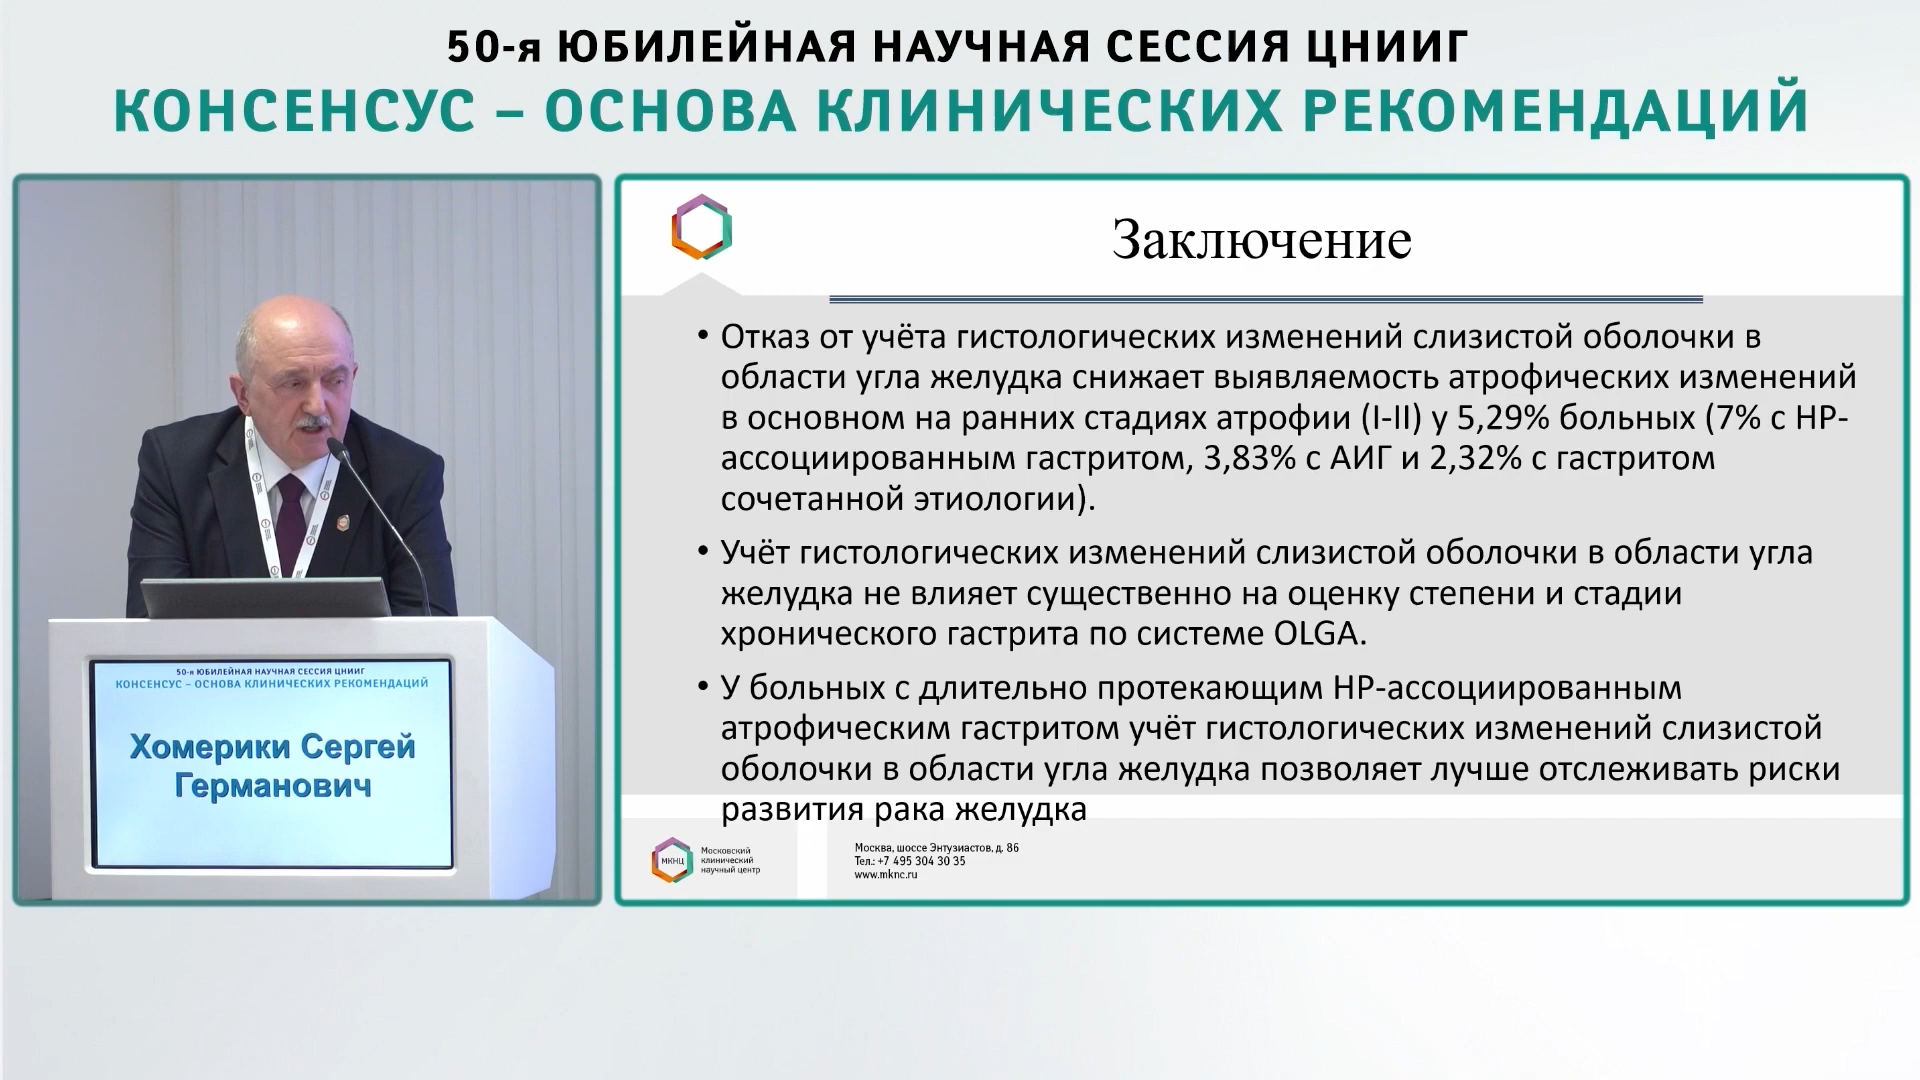 50-я ЮБИЛЕЙНАЯ НАУЧНАЯ СЕССИЯ ЦНИИГ
КОНСЕНСУС – ОСНОВА КЛИНИЧЕСКИХ РЕКОМЕНДАЦИЙ
50-я ЮБИЛЕЙНАЯ НАУЧНАЯ СЕССИЯ ЦНИИГ
КОНСЕНСУС – ОСНОВА КЛИНИЧЕСКИХ РЕКОМЕНДАЦИЙ
Хомерики Сергей
Германович
Заключение
• Отказ от учёта гистологических изменений слизистой оболочки в
области угла желудка снижает выявляемость атрофических изменений
в основном на ранних стадиях атрофии (I-II) у 5,29% больных (7% с HP-
ассоциированным гастритом, 3,83% с АИГ и 2,32% с гастритом
сочетанной этиологии).
• Учёт гистологических изменений слизистой оболочки в области угла
желудка не влияет существенно на оценку степени и стадии
хронического гастрита по системе OLGA.
• У больных с длительно протекающим HP-ассоциированным
атрофическим гастритом учёт гистологических изменений слизистой
оболочки в области угла желудка позволяет лучше отслеживать риски
развития рака желудка
МКНЦ
Московский
клинический
научный центр
Москва, шоссе Энтузиастов, д. 86
Тел.: +7 495 304 30 35
www.mknc.ru